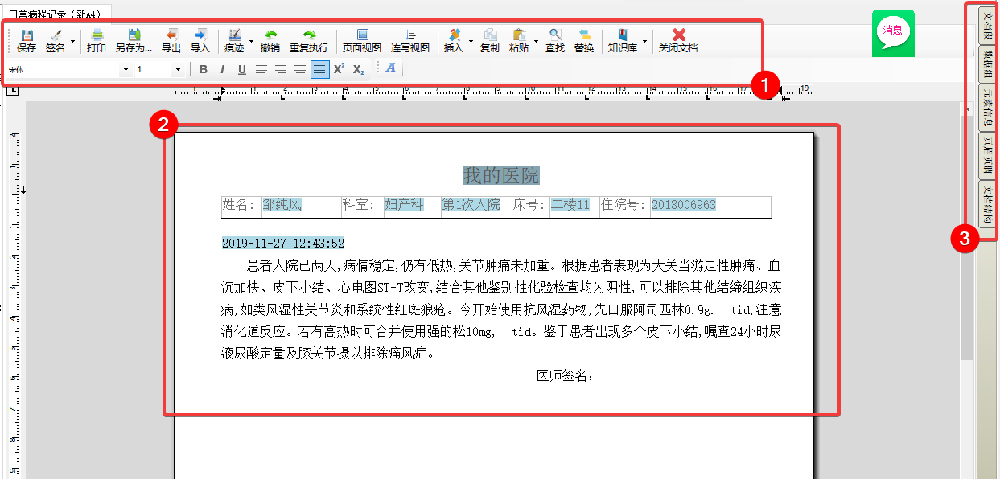 日常病程记录（新A4）
保存 签名 打印 另存为... 导出 导入 痕迹 撤销 重复执行 页面视图 连写视图 插入 复制 粘贴 查找 替换 知识库 关闭文档
消息
宋体 1 B I U X² X₂ A
1
2
我的医院
姓名: 邹纯风 科室: 妇产科 第1次入院 床号: 二楼11 住院号: 2018006963
2019-11-27 12:43:52
患者人院已两天,病情稳定,仍有低热,关节肿痛未加重。根据患者表现为大关当游走性肿痛、血
沉加快、皮下小结、心电图ST-T改变,结合其他鉴别性化验检查均为阴性,可以排除其他结缔组织疾
病,如类风湿性关节炎和系统性红斑狼疮。今开始使用抗风湿药物,先口服阿司匹林0.9g. tid,注意
消化道反应。若有高热时可合并使用强的松10mg, tid。鉴于患者出现多个皮下小结,嘱查24小时尿
液尿酸定量及膝关节摄以排除痛风症。
医师签名:
文档段
数据组
元素信息
页眉页脚
文档结构
3